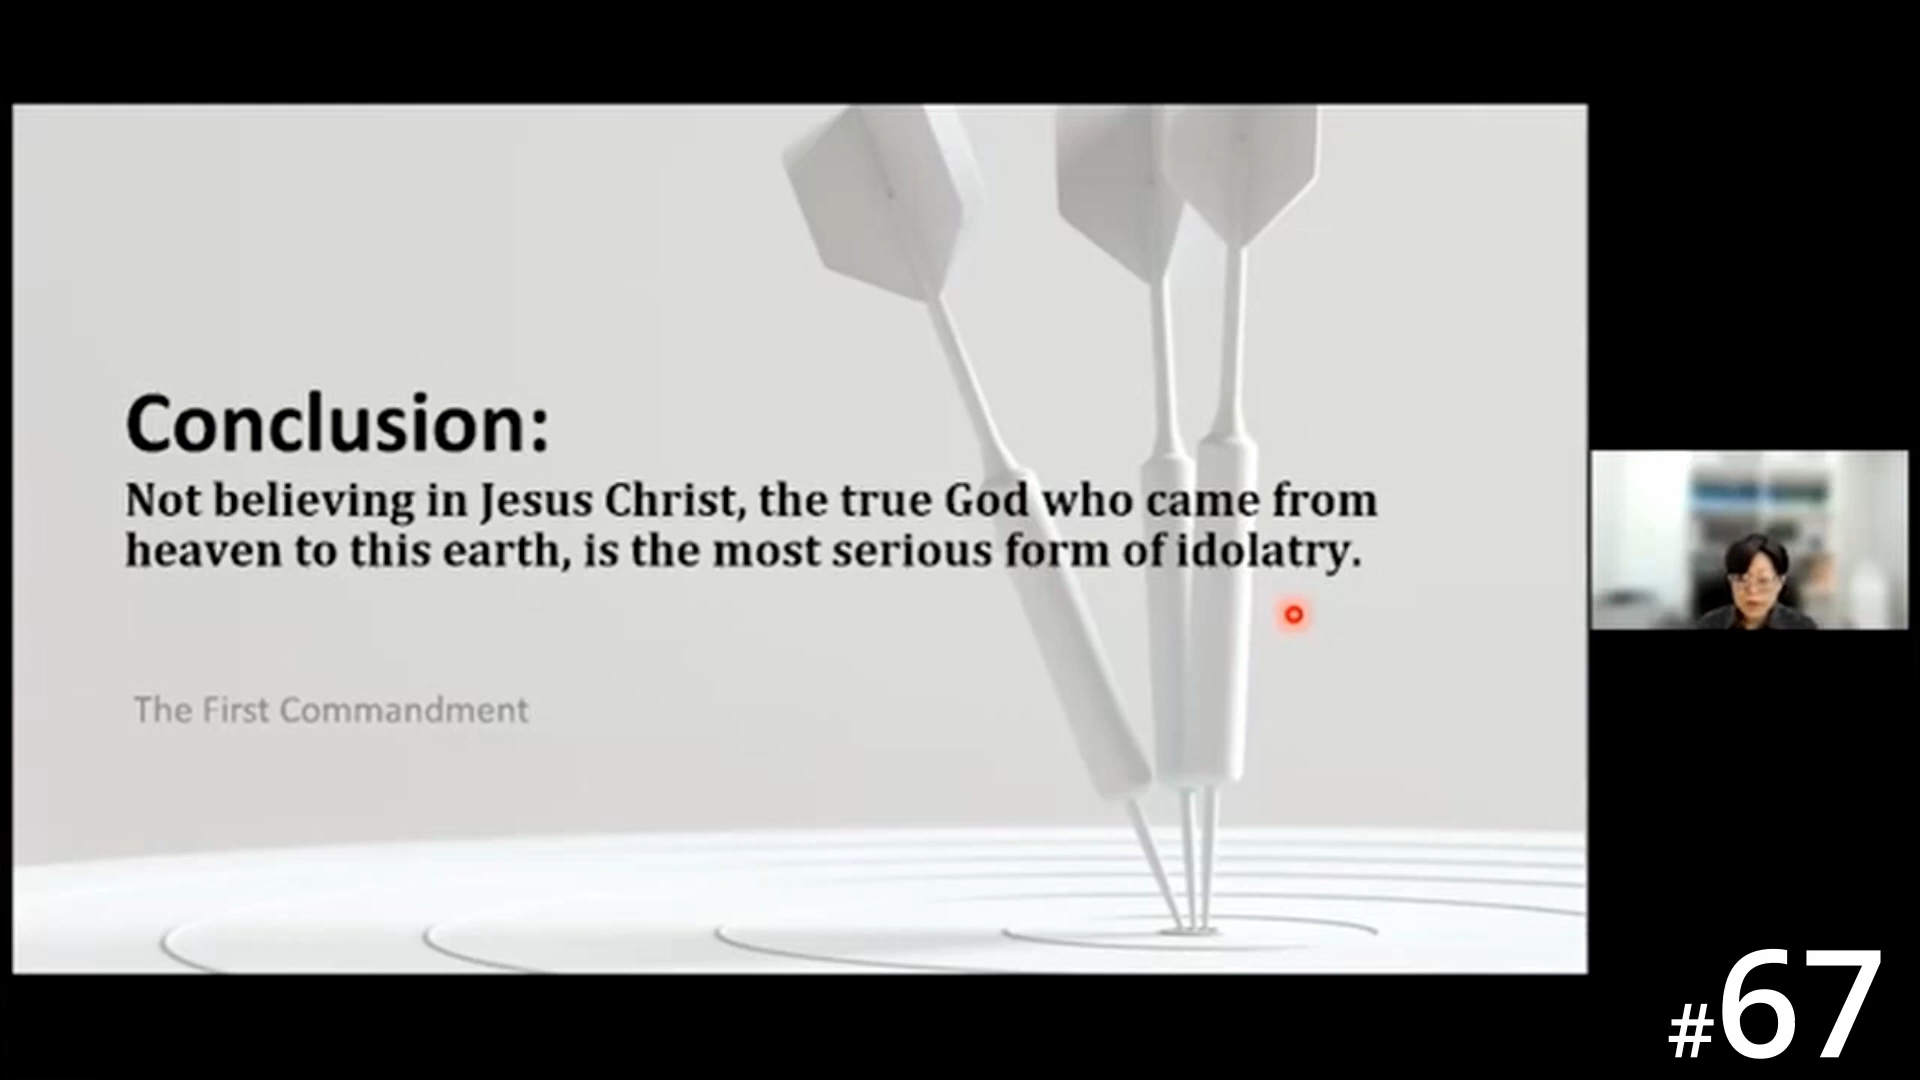 Conclusion:
Not believing in Jesus Christ, the true God who came from
heaven to this earth, is the most serious form of idolatry.
The First Commandment
#67